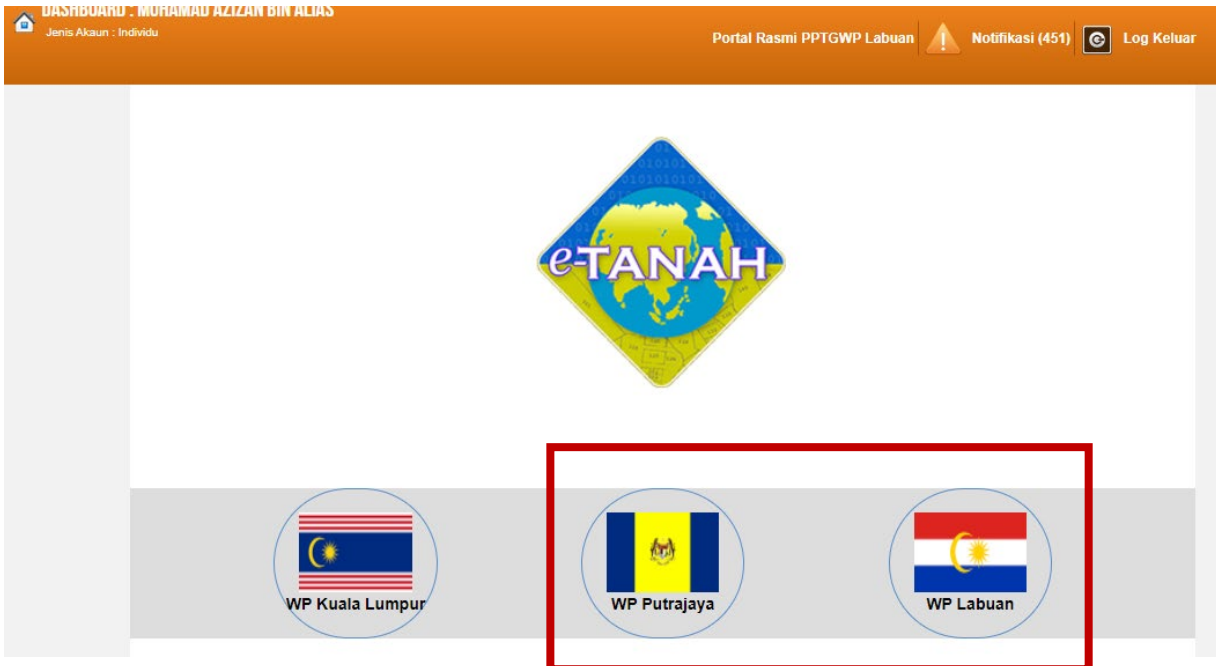 DASHBOARD : MUHAMAD AZIZAN BIN ALIAS
Jenis Akaun : Individu
Portal Rasmi PPTGWP Labuan
Notifikasi (451)
Log Keluar
e-TANAH
WP Kuala Lumpur
WP Putrajaya
WP Labuan